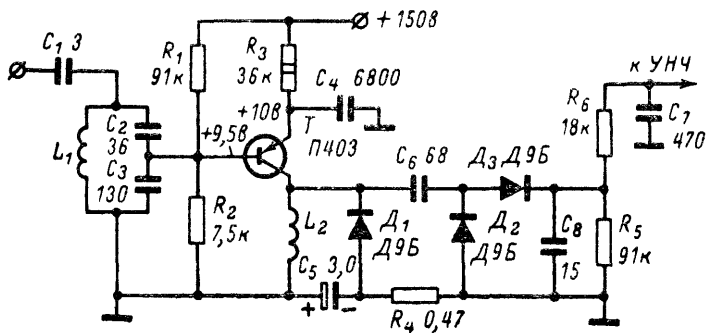 + 150В
C₁ 3
R₁
91к
R₃
36к
C₄ 6800
к УНЧ
R₆
18к
C₇
470
+10В
T
П403
+9,5В
L₁
C₂
36
C₃
130
C₆ 68
Д₃ Д9Б
R₂
7,5к
L₂
Д₁
Д9Б
Д₂
Д9Б
C₈
15
R₅
91к
C₅ 3,0
+ -
R₄ 0,47